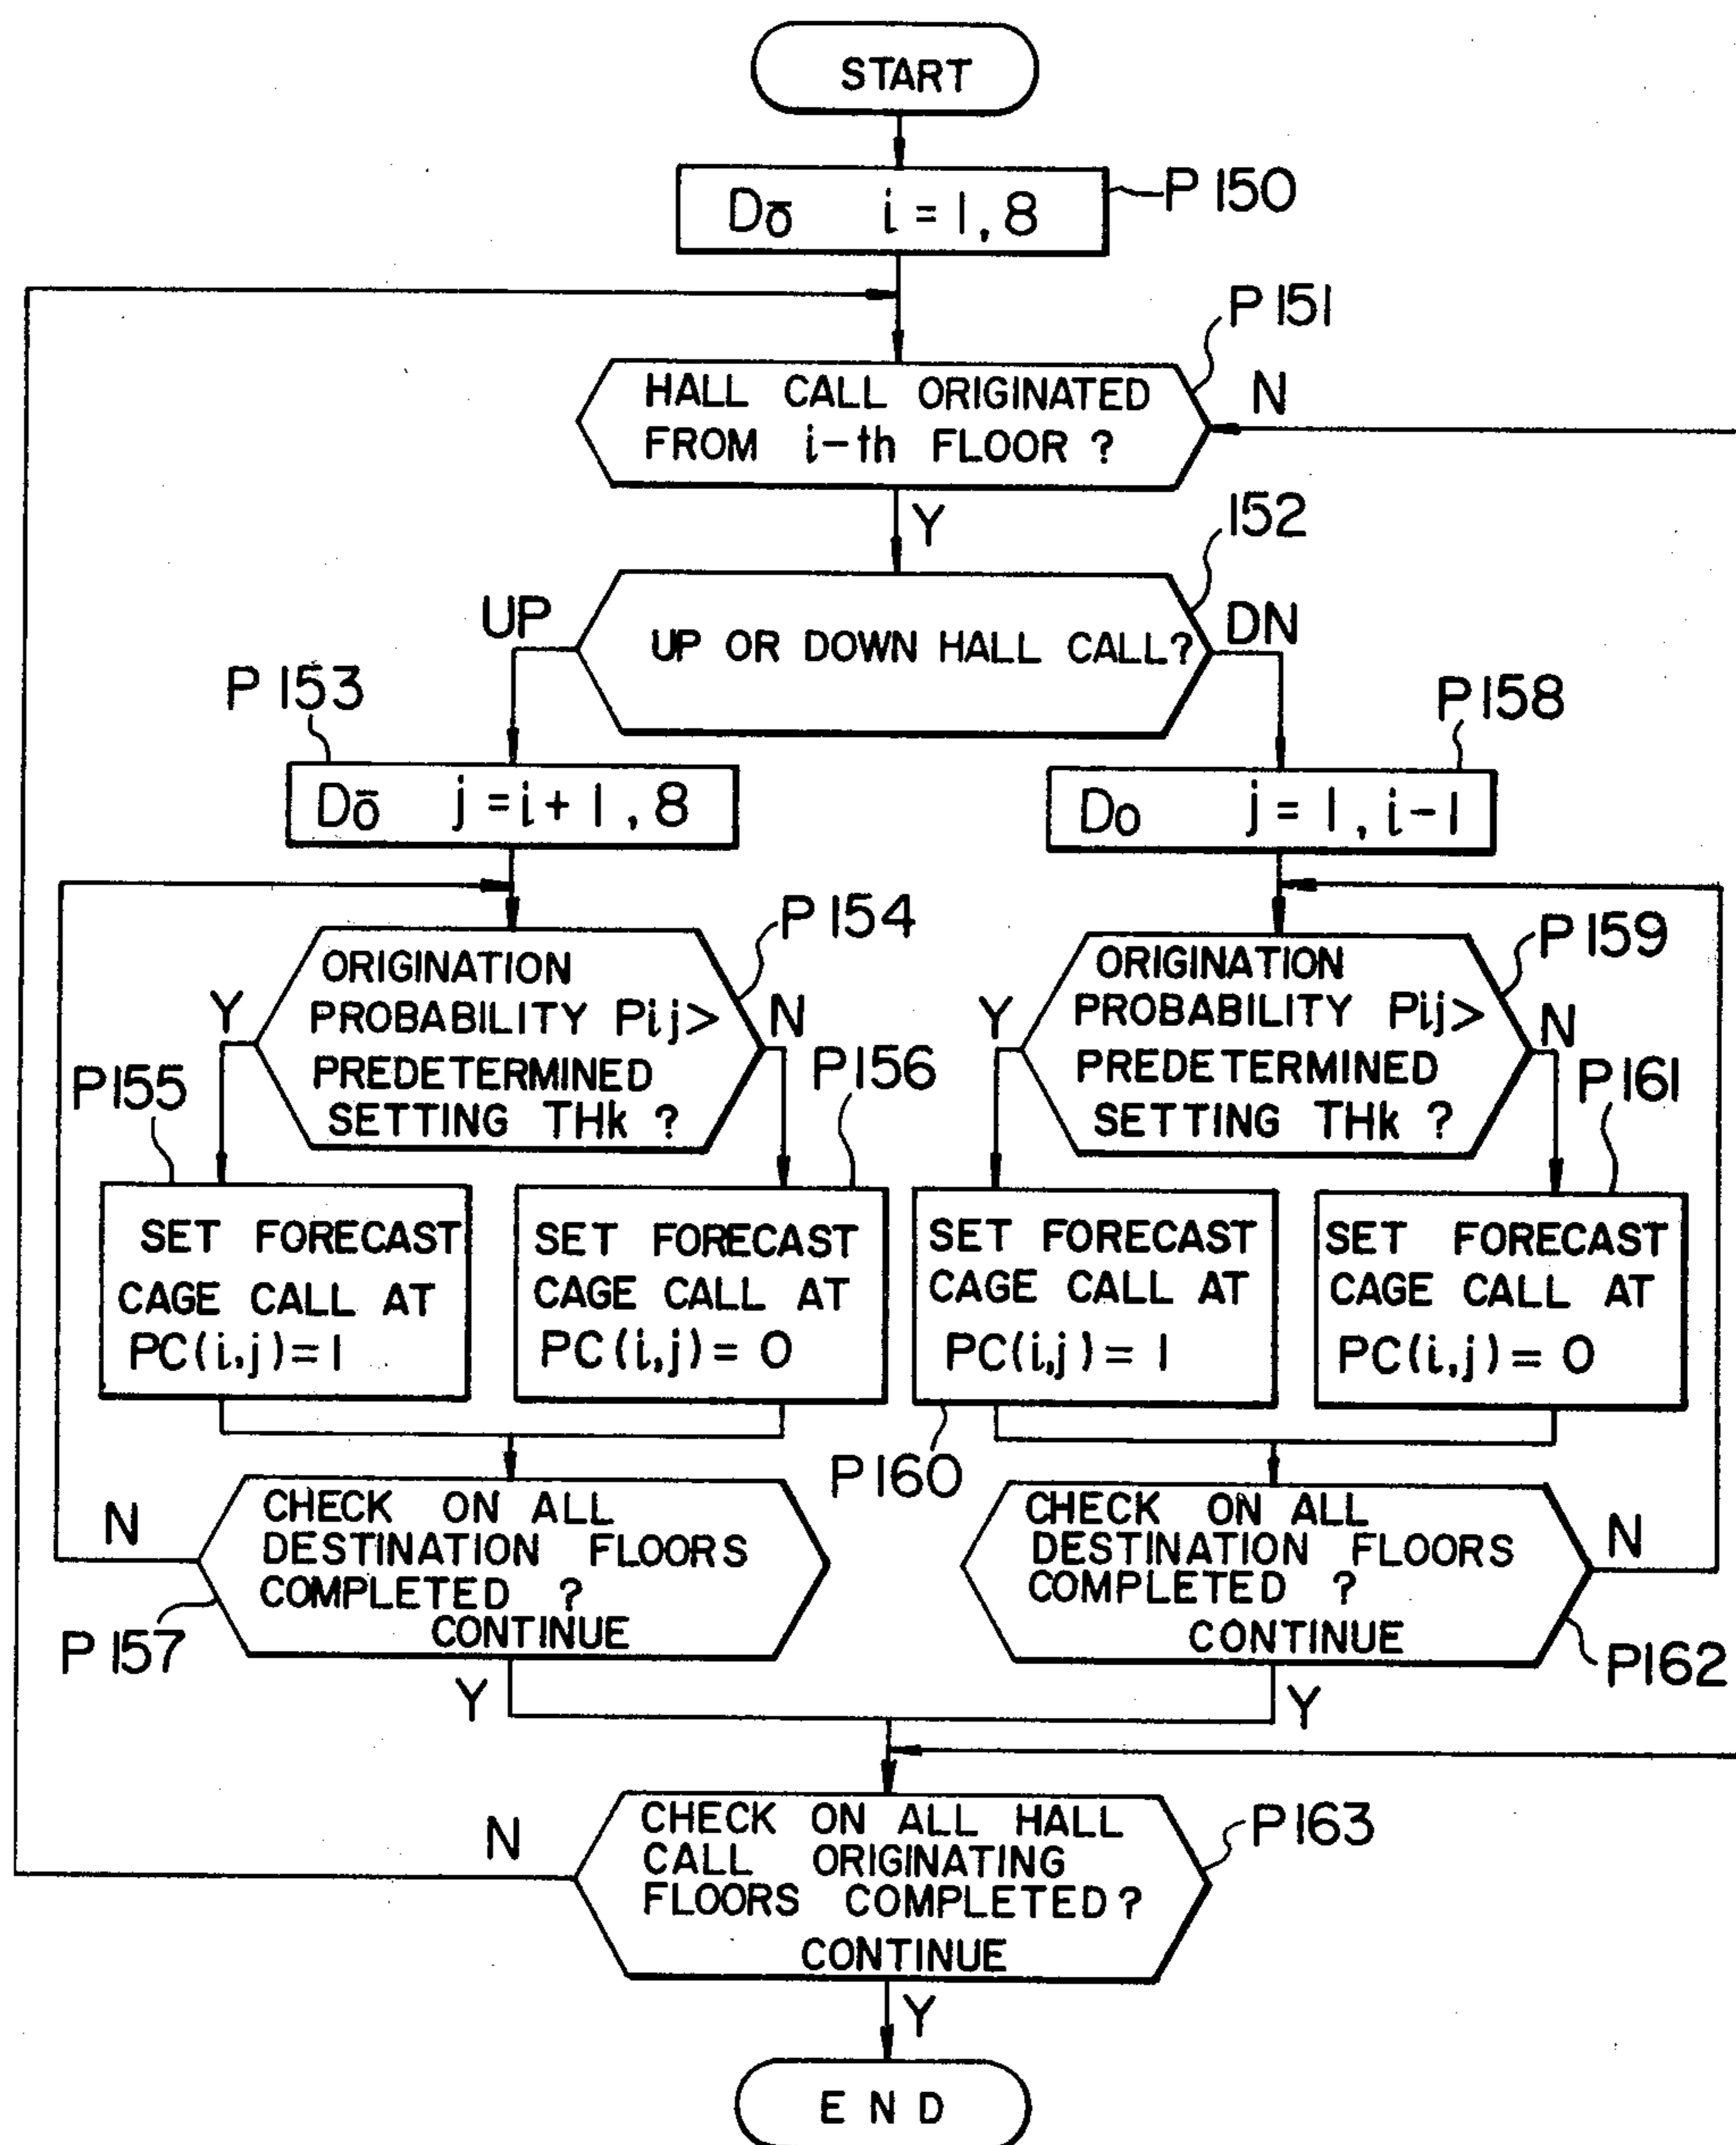 START
Dō i = 1, 8
P 150
P 151
HALL CALL ORIGINATED
FROM i-th FLOOR ?
N
Y
152
UP
UP OR DOWN HALL CALL?
DN
P 153
P158
Dō j = i + 1, 8
Do j = 1, i-1
P 154
P159
ORIGINATION
PROBABILITY Pij>
PREDETERMINED
SETTING THk ?
Y
N
ORIGINATION
PROBABILITY Pij>
PREDETERMINED
SETTING THk ?
Y
N
P155
P156
P161
SET FORECAST
CAGE CALL AT
PC(i,j)=1
SET FORECAST
CAGE CALL AT
PC(i,j)= 0
SET FORECAST
CAGE CALL AT
PC(i,j) = 1
SET FORECAST
CAGE CALL AT
PC(i,j) = 0
P160
N
CHECK ON ALL
DESTINATION FLOORS
COMPLETED ?
CONTINUE
P 157
Y
CHECK ON ALL
DESTINATION FLOORS
COMPLETED ?
CONTINUE
N
P162
Y
N
CHECK ON ALL HALL
CALL ORIGINATING
FLOORS COMPLETED?
CONTINUE
P163
Y
END